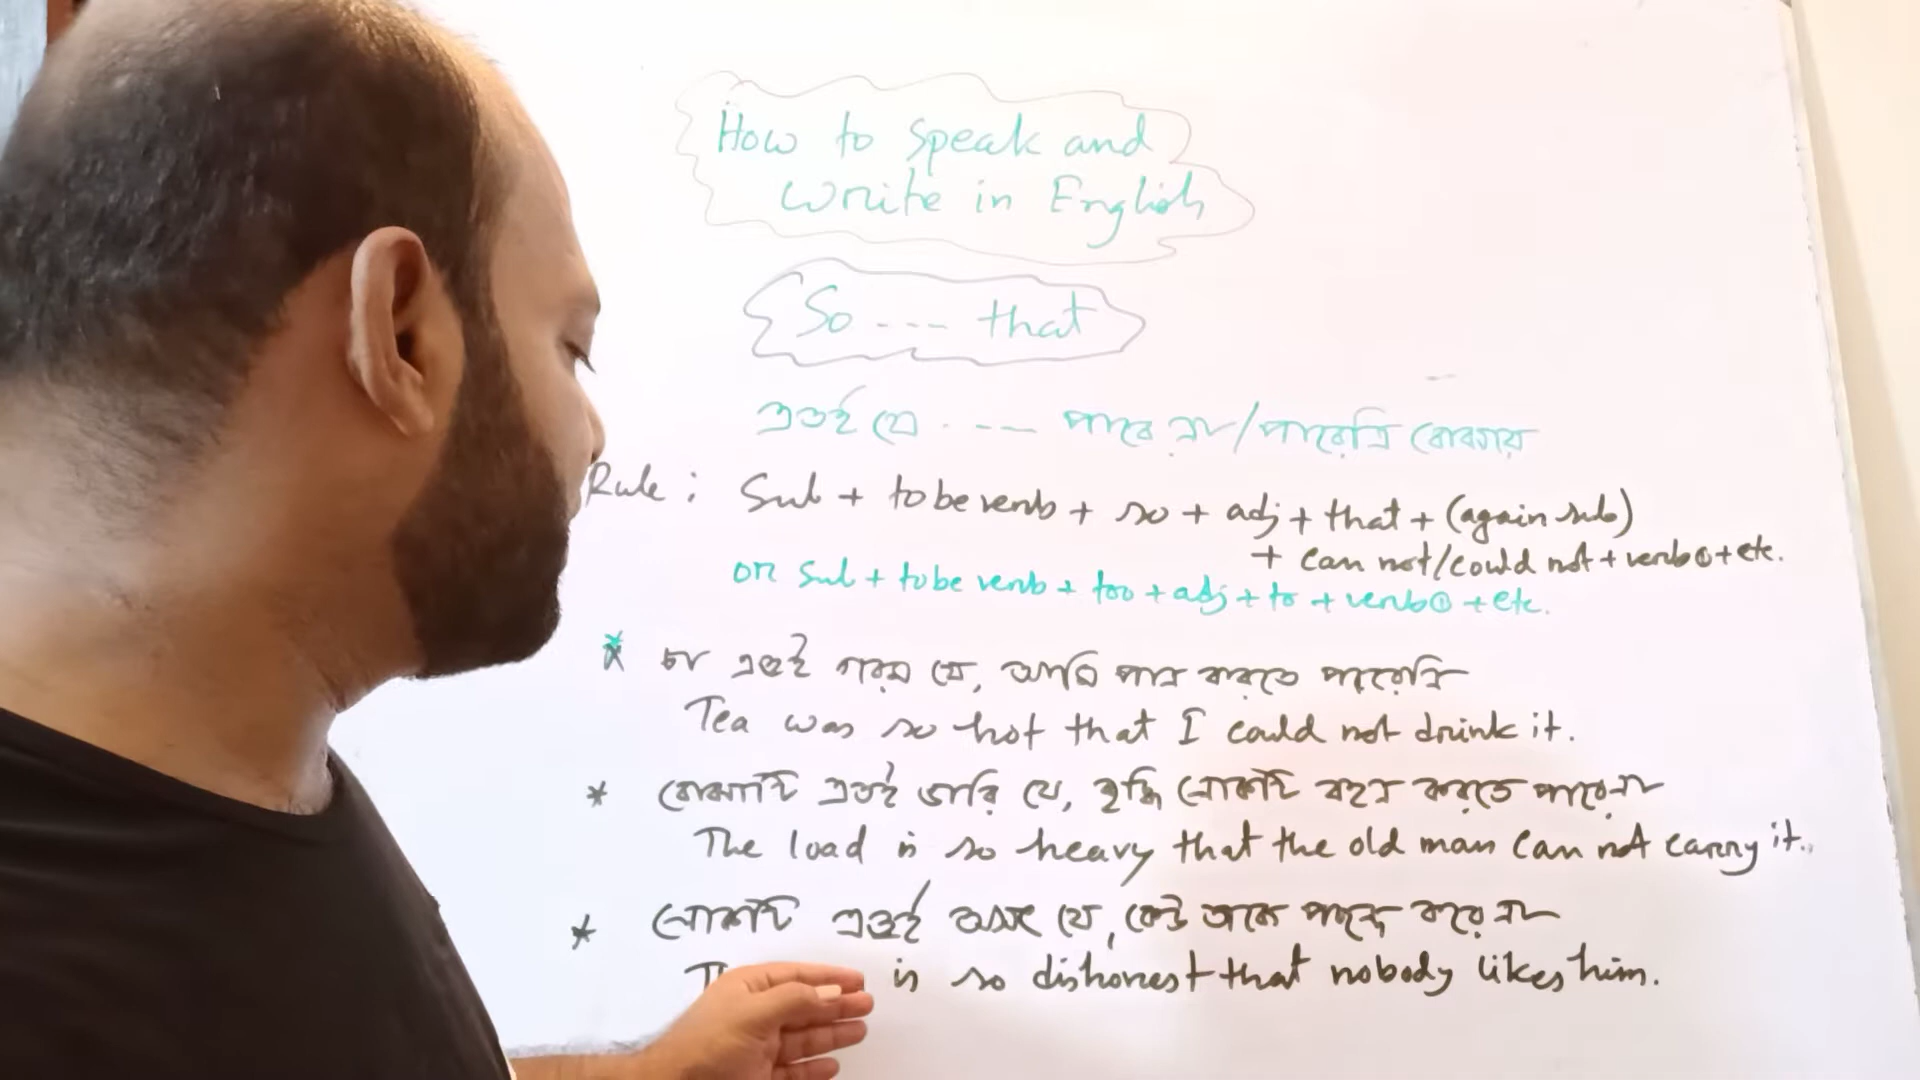 How to speak and
write in English
So --- that
এতই যে . --- পারে না/পারেনি বোঝায়
Rule : Sub + to be verb + so + adj + that + (again sub)
+ can not/could not + verb① + etc.
or Sub + to be verb + too + adj + to + verb① + etc.
* চা এতই গরম যে, আমি পান করতে পারেনি
Tea was so hot that I could not drink it.
* বোঝাটি এতই ভারি যে, বৃদ্ধ লোকটি বহন করতে পারেনা
The load is so heavy that the old man can not carry it.
* লোকটি এতই অসৎ যে, কেউ তাকে পছন্দ করে না
is so dishonest that nobody likes him.